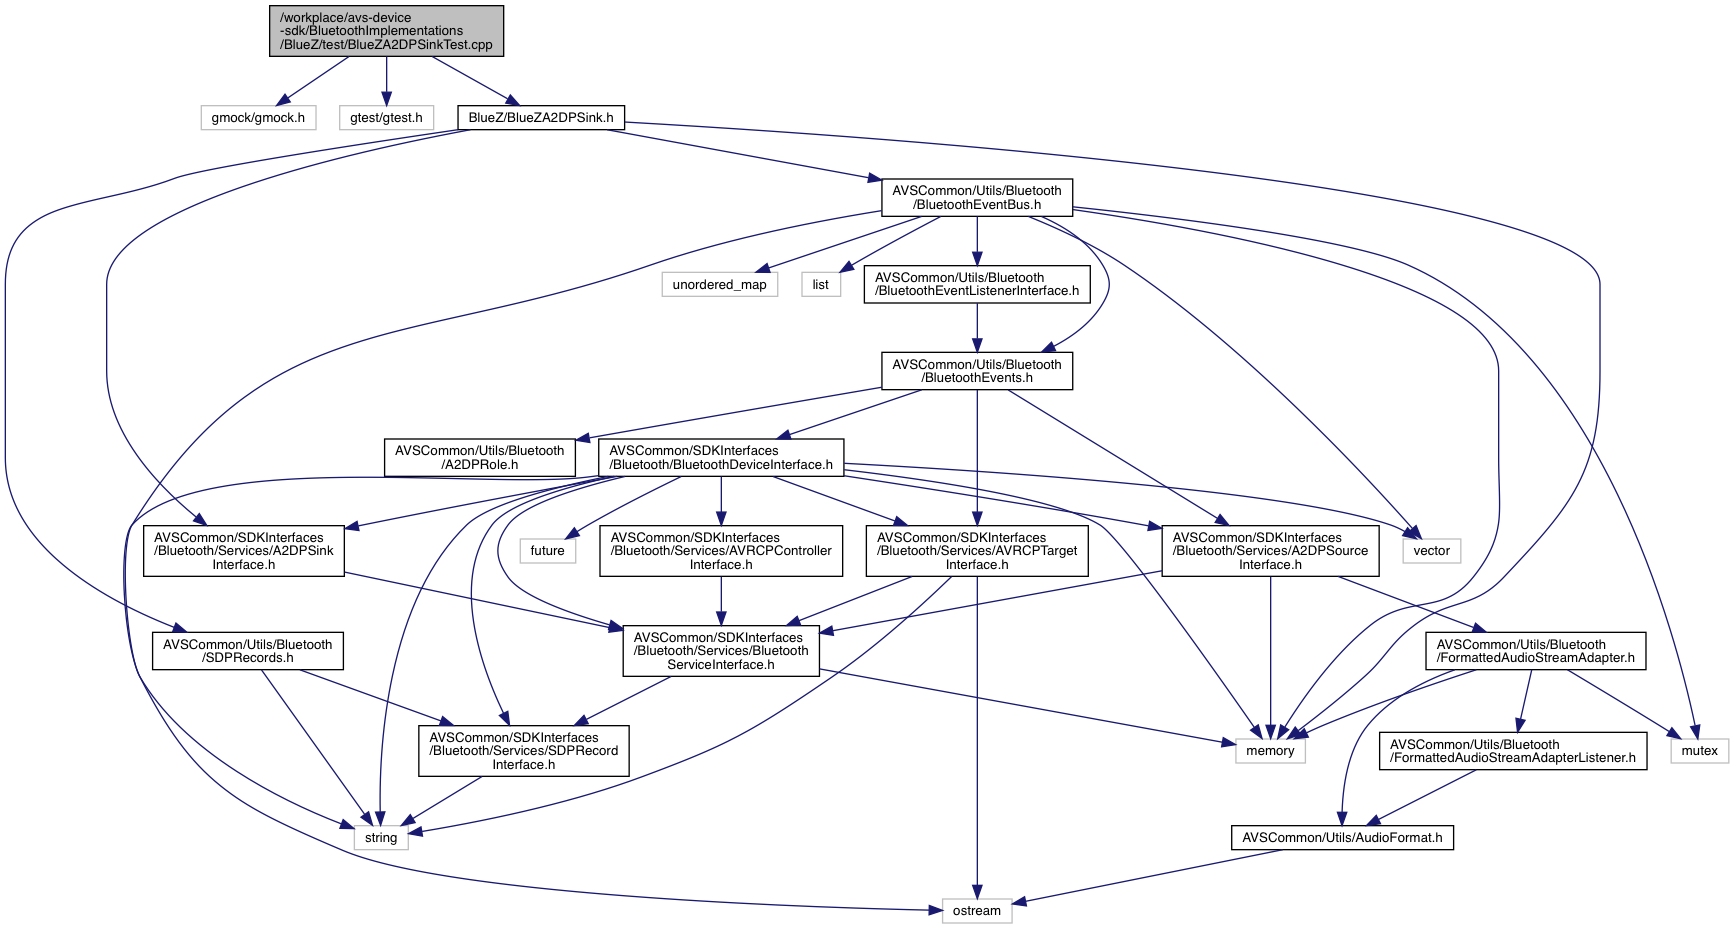 /workplace/avs-device
-sdk/BluetoothImplementations
/BlueZ/test/BlueZA2DPSinkTest.cpp
gmock/gmock.h
gtest/gtest.h
BlueZ/BlueZA2DPSink.h
AVSCommon/Utils/Bluetooth
/BluetoothEventBus.h
unordered_map
list
AVSCommon/Utils/Bluetooth
/BluetoothEventListenerInterface.h
AVSCommon/Utils/Bluetooth
/BluetoothEvents.h
AVSCommon/Utils/Bluetooth
/A2DPRole.h
AVSCommon/SDKInterfaces
/Bluetooth/BluetoothDeviceInterface.h
AVSCommon/SDKInterfaces
/Bluetooth/Services/A2DPSink
Interface.h
future
AVSCommon/SDKInterfaces
/Bluetooth/Services/AVRCPController
Interface.h
AVSCommon/SDKInterfaces
/Bluetooth/Services/AVRCPTarget
Interface.h
AVSCommon/SDKInterfaces
/Bluetooth/Services/A2DPSource
Interface.h
vector
AVSCommon/Utils/Bluetooth
/SDPRecords.h
AVSCommon/SDKInterfaces
/Bluetooth/Services/Bluetooth
ServiceInterface.h
AVSCommon/Utils/Bluetooth
/FormattedAudioStreamAdapter.h
AVSCommon/SDKInterfaces
/Bluetooth/Services/SDPRecord
Interface.h
memory
AVSCommon/Utils/Bluetooth
/FormattedAudioStreamAdapterListener.h
mutex
string
AVSCommon/Utils/AudioFormat.h
ostream